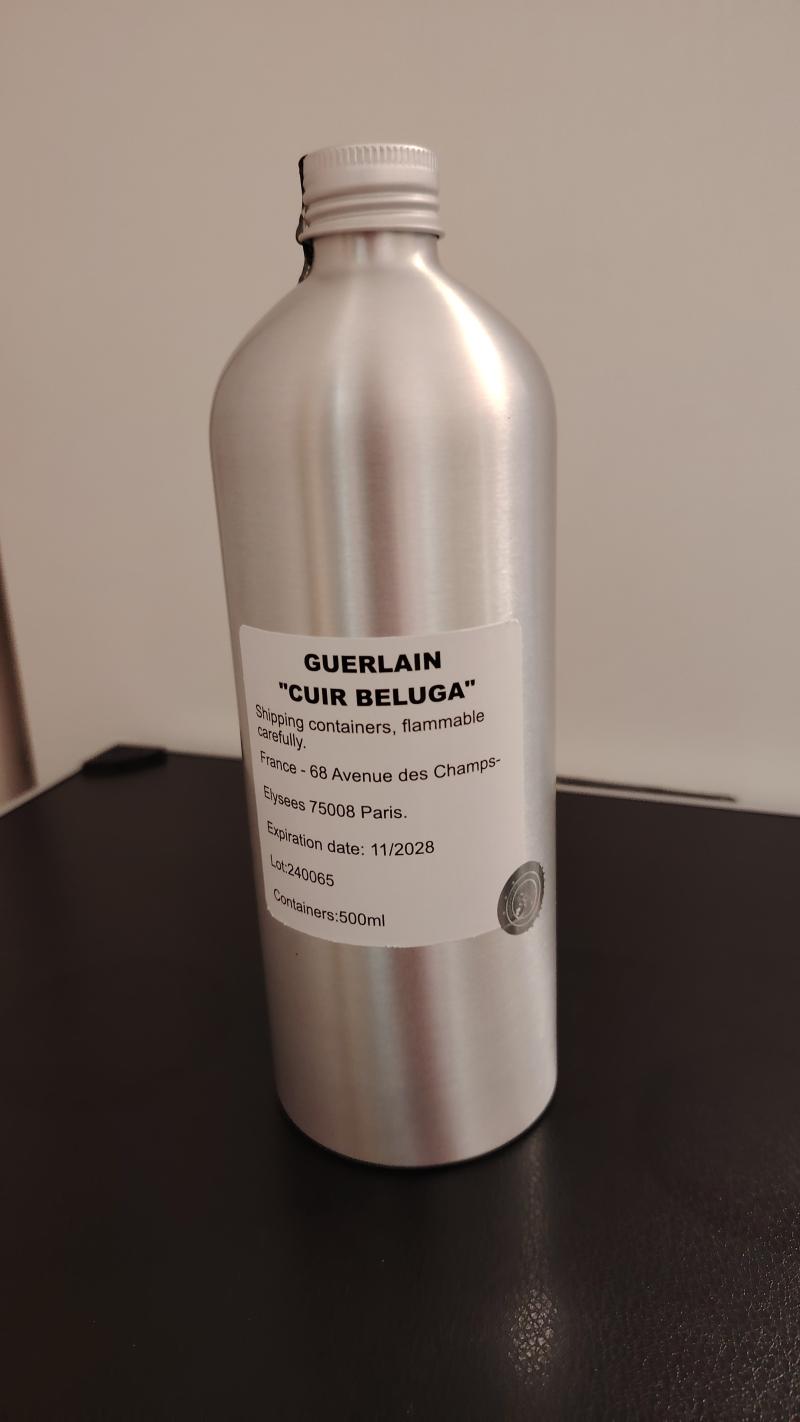 GUERLAIN
"CUIR BELUGA"
Shipping containers, flammable
carefully.
France - 68 Avenue des Champs-
Elysees 75008 Paris.
Expiration date: 11/2028
Lot:240065
Containers:500ml